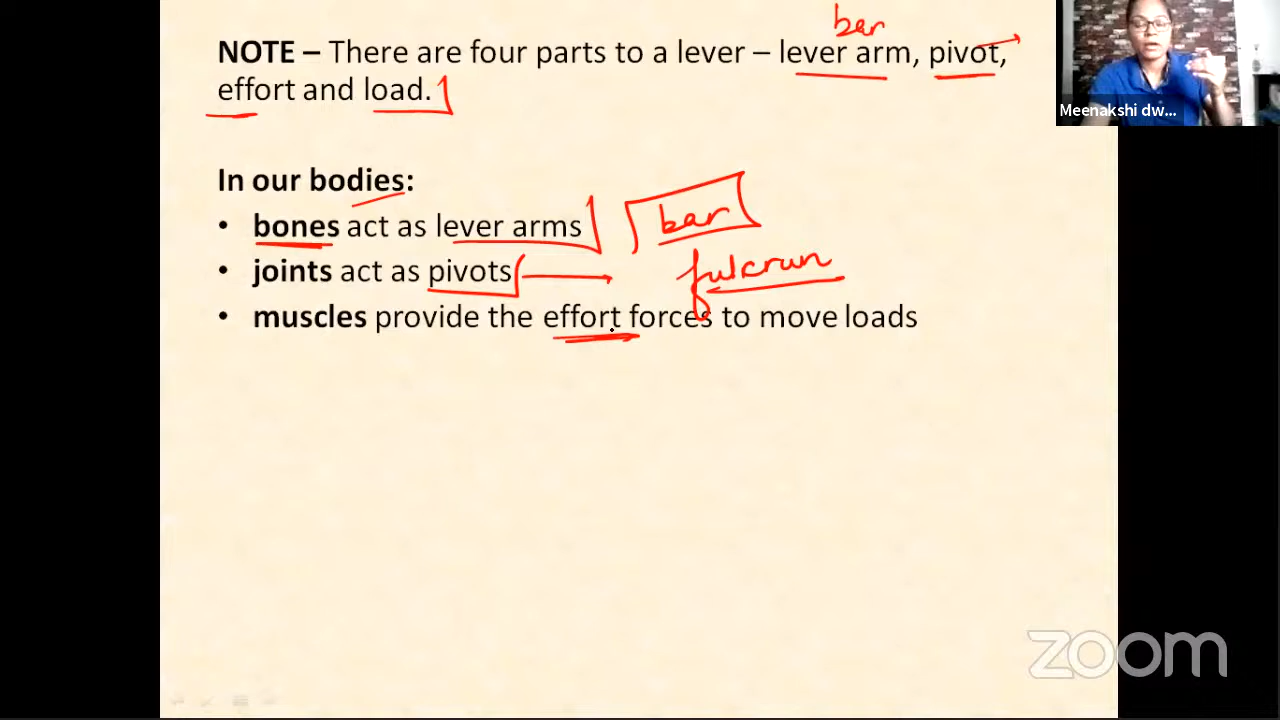 bar
NOTE – There are four parts to a lever – lever arm, pivot,
effort and load.
Meenakshi dw...
In our bodies:
• bones act as lever arms bar
• joints act as pivots fulcrum
• muscles provide the effort forces to move loads
zoom